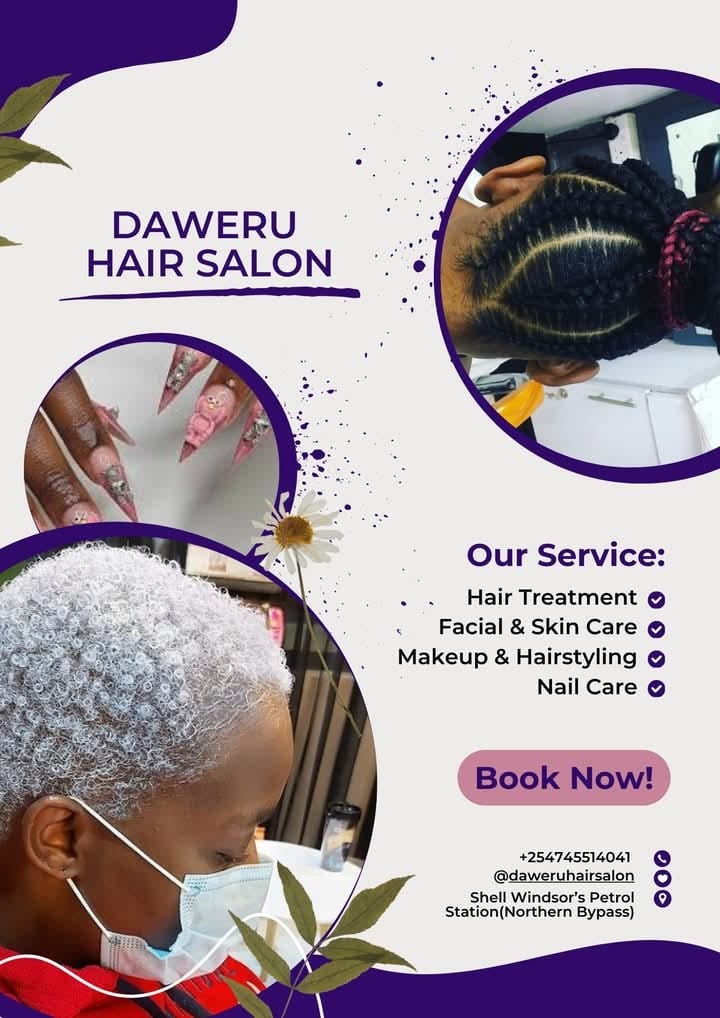 DAWERU
HAIR SALON
Our Service:
Hair Treatment
Facial & Skin Care
Makeup & Hairstyling
Nail Care
Book Now!
+254745514041
@daweruhairsalon
Shell Windsor's Petrol
Station(Northern Bypass)